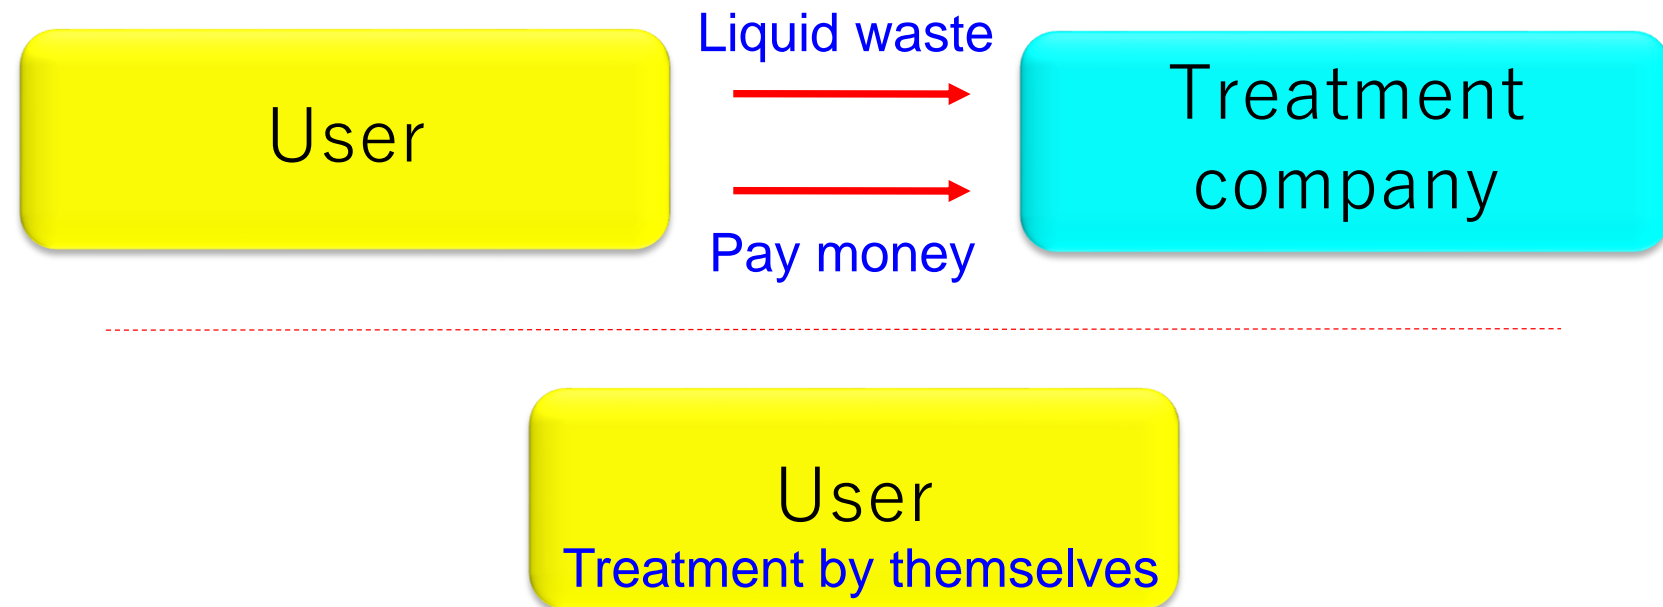 Liquid waste
User
Treatment
company
Pay money
User
Treatment by themselves